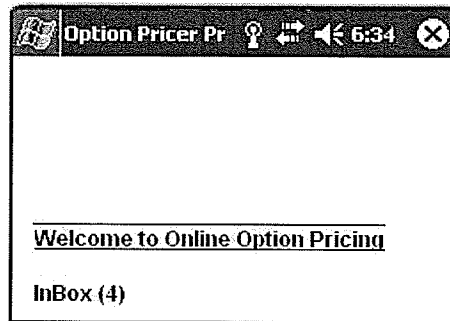 Option Pricer Pr 6:34
Welcome to Online Option Pricing
InBox (4)